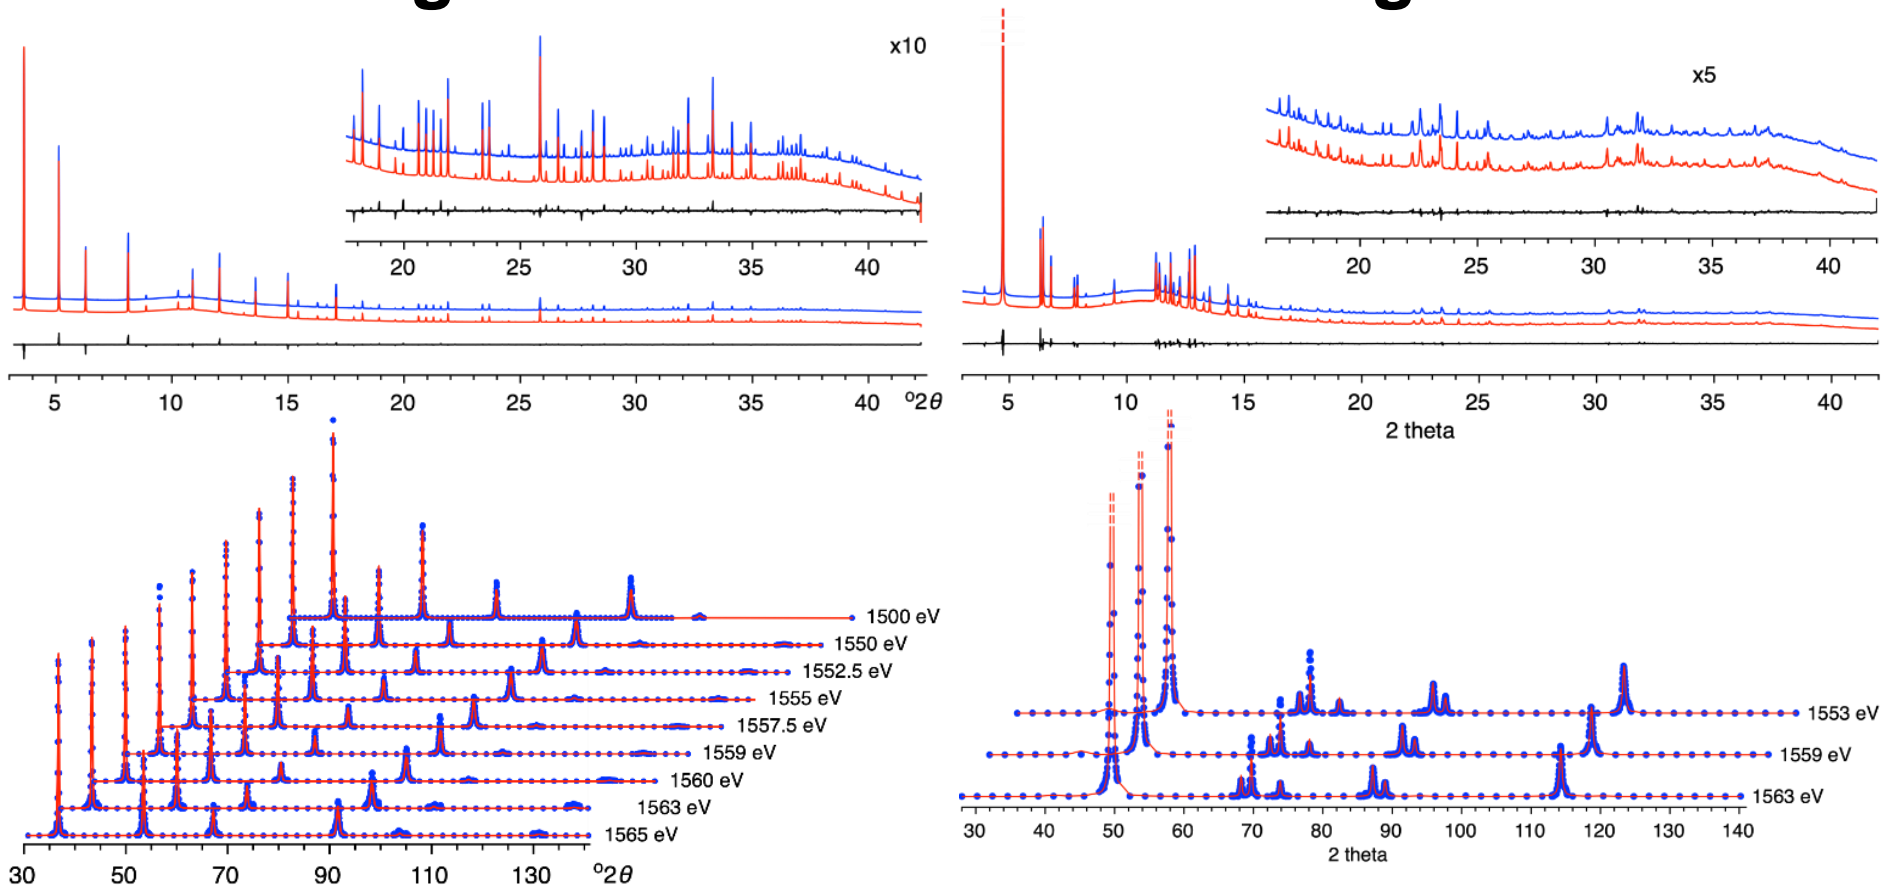 g
g
x10
20 25 30 35 40
5 10 15 20 25 30 35 40 °2θ
x5
20 25 30 35 40
5 10 15 20 25 30 35 40
2 theta
1500 eV
1550 eV
1552.5 eV
1555 eV
1557.5 eV
1559 eV
1560 eV
1563 eV
1565 eV
30 50 70 90 110 130 °2θ
1553 eV
1559 eV
1563 eV
30 40 50 60 70 80 90 100 110 120 130 140
2 theta